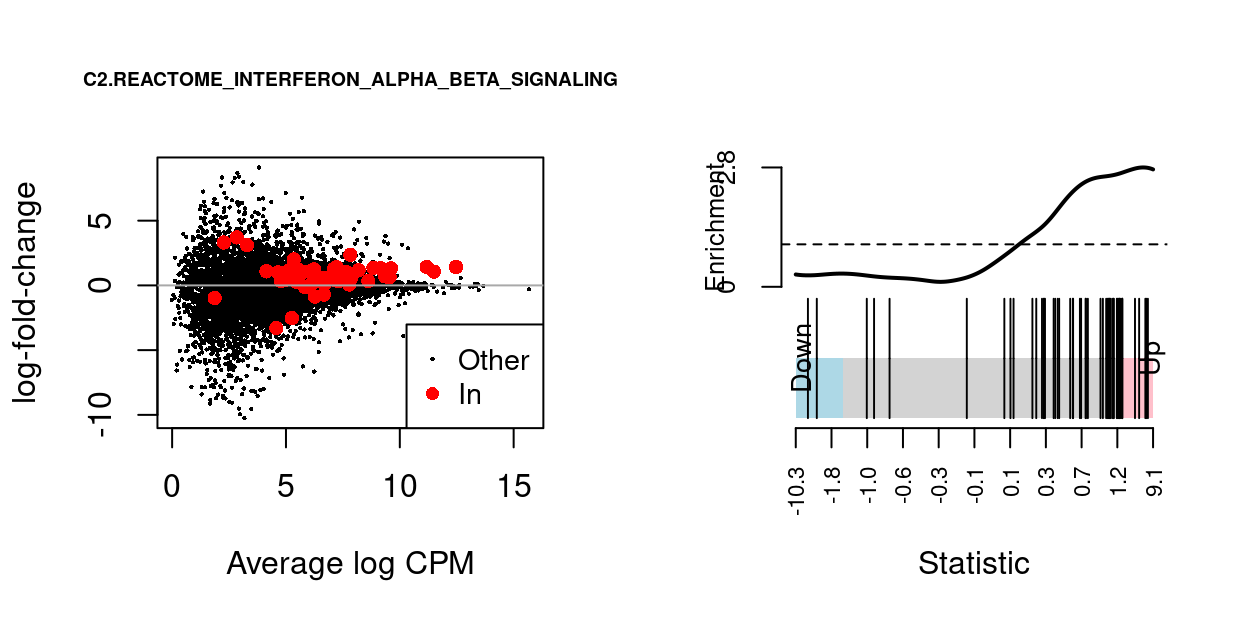 C2.REACTOME_INTERFERON_ALPHA_BETA_SIGNALING
log-fold-change
5
0
-10
Other
In
0
5
10
15
Average log CPM
Enrichment
2.8
0
Down
Up
-10.3
-1.8
-1.0
-0.6
-0.3
-0.1
0.1
0.3
0.7
1.2
9.1
Statistic